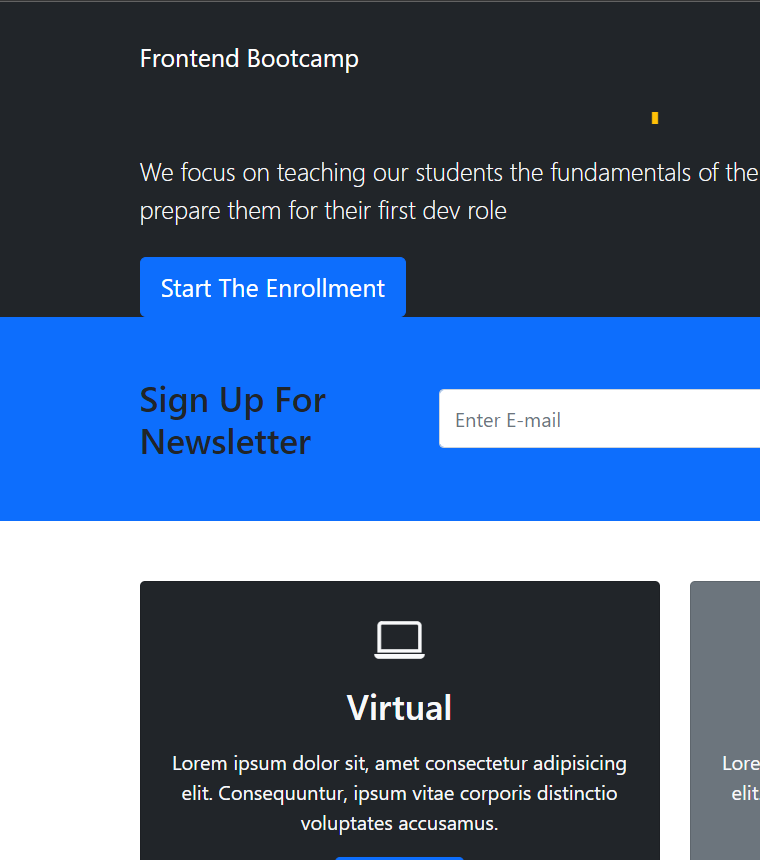 Frontend Bootcamp
We focus on teaching our students the fundamentals of the
prepare them for their first dev role
Start The Enrollment
Sign Up For
Newsletter
Enter E-mail
Virtual
Lorem ipsum dolor sit, amet consectetur adipisicing
elit. Consequuntur, ipsum vitae corporis distinctio
voluptates accusamus.
Lore
elit